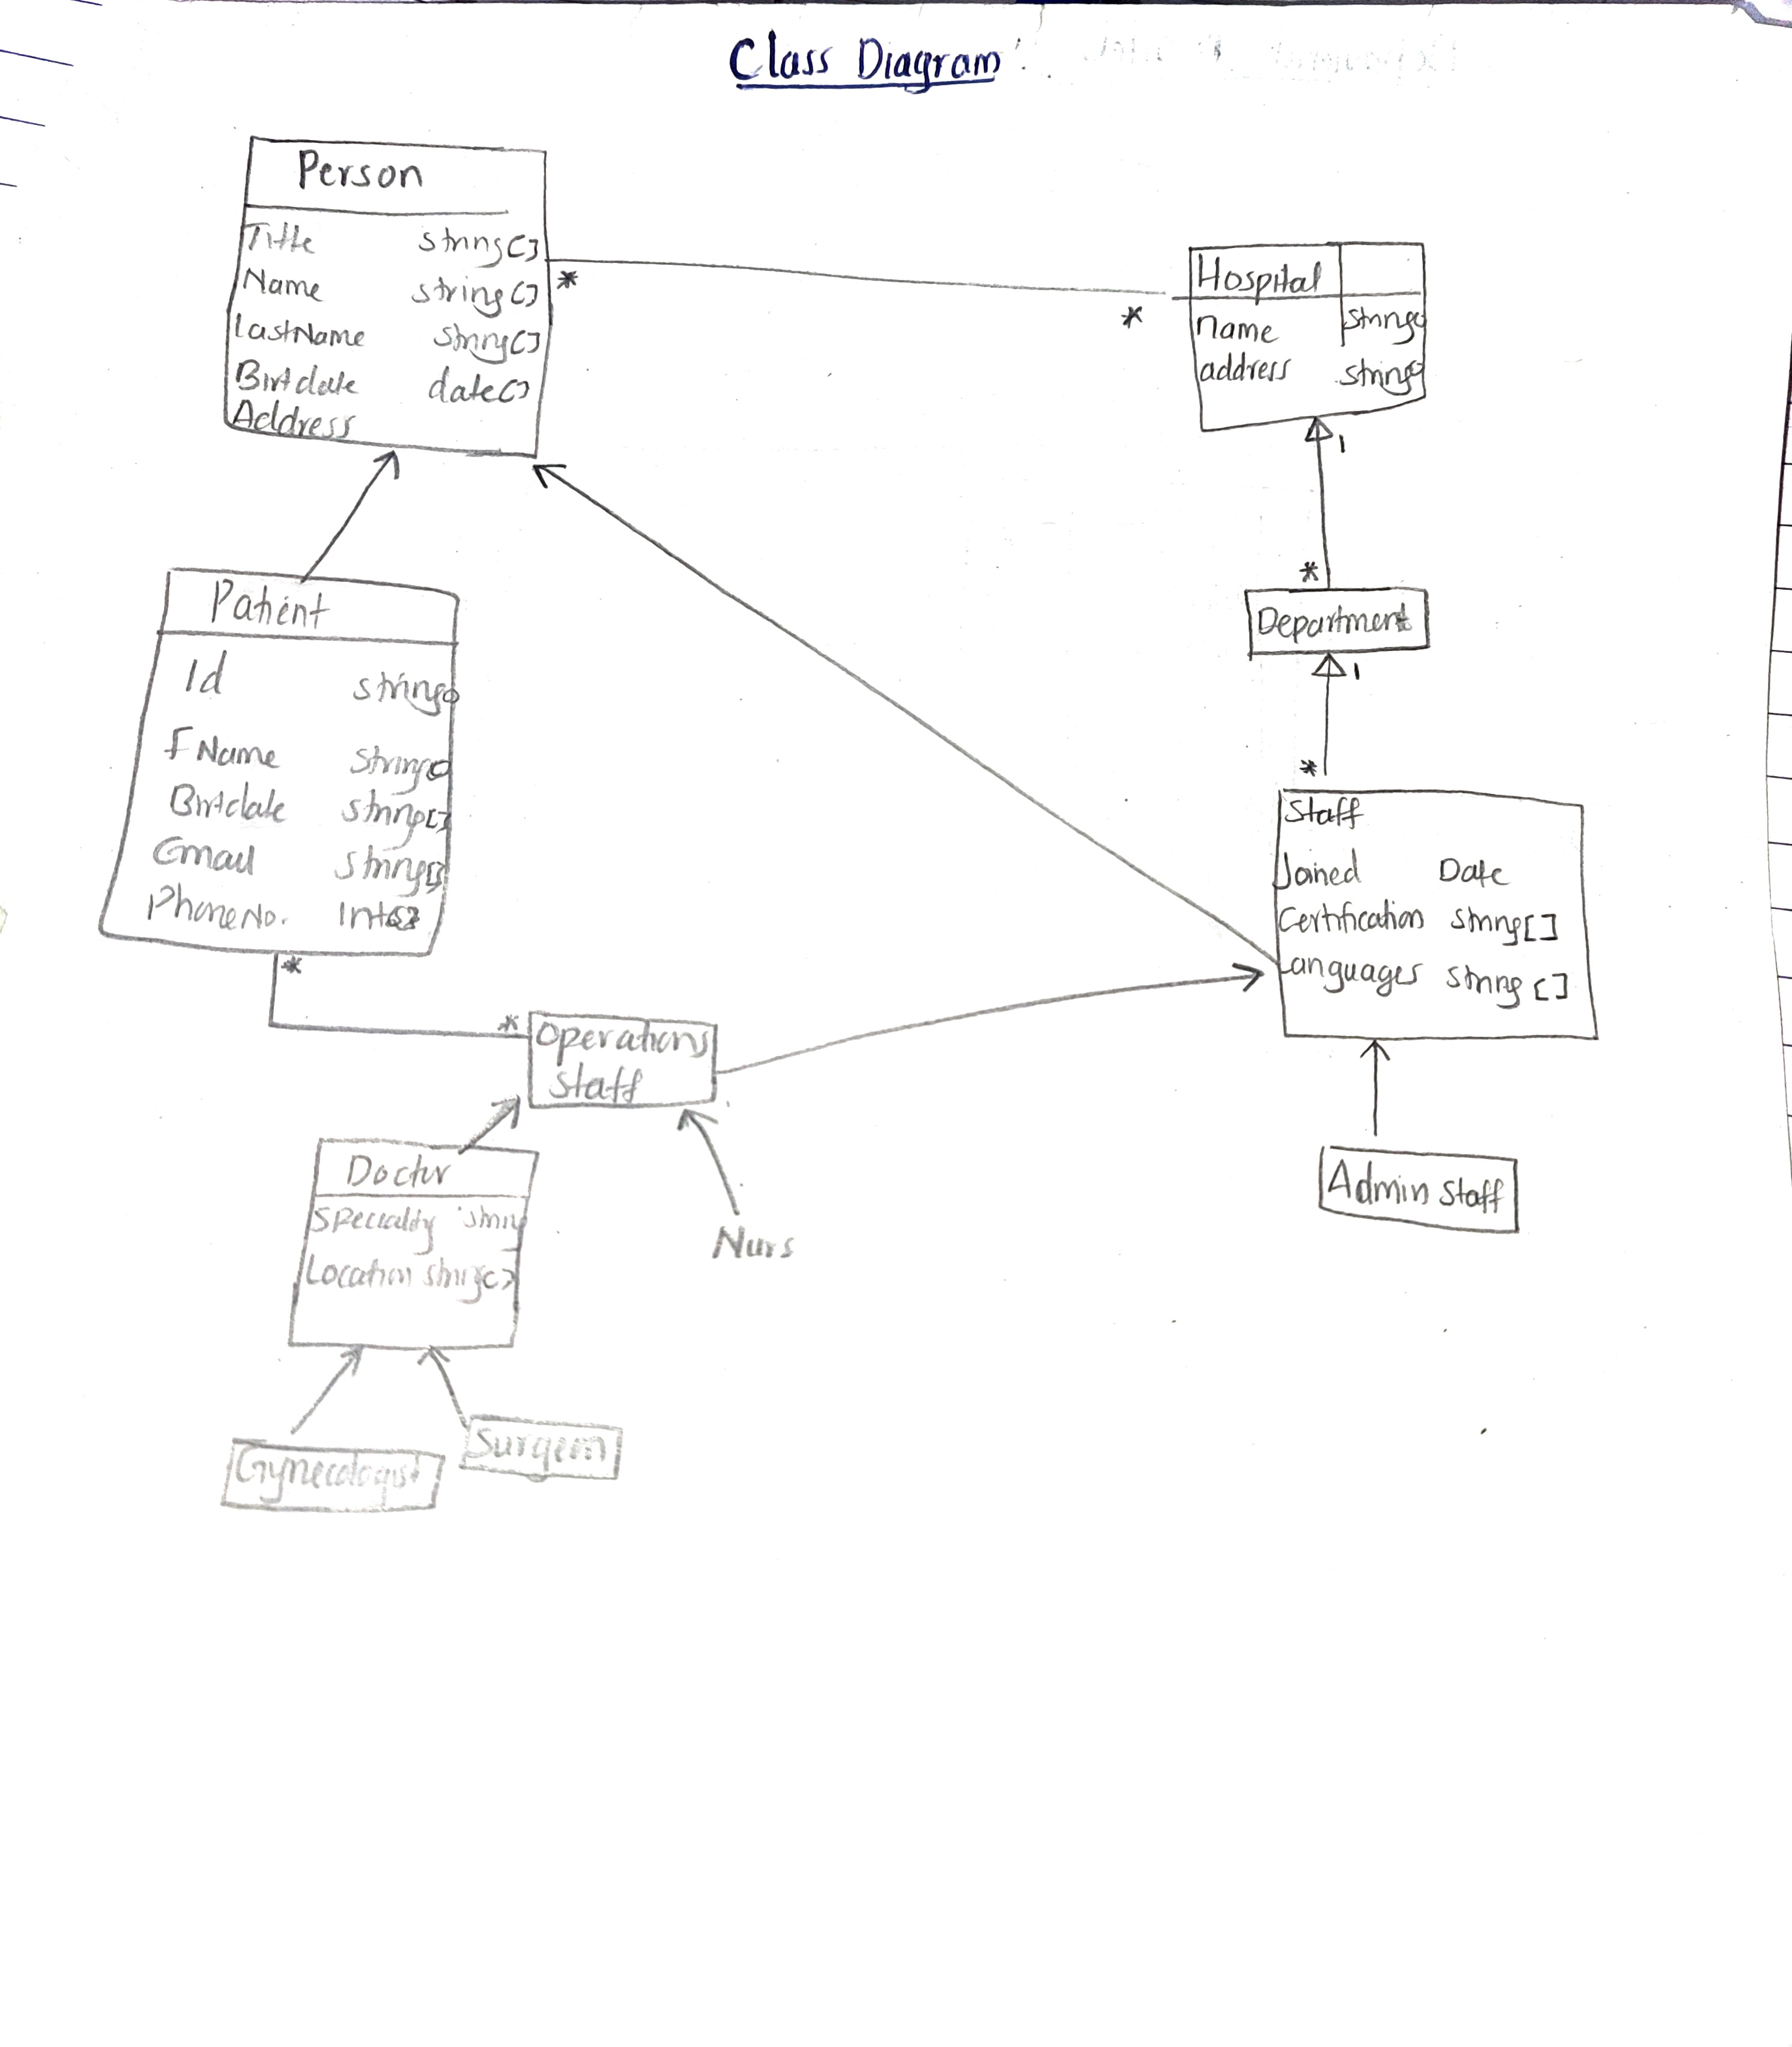 Class Diagram
Person
Title string[]
Name string[]
LastName string[]
Birtdate date[]
Address
*
*
Hospital
name string[]
address string[]
1
*
Department
1
*
Patient
Id string[]
FName string[]
Birtdate string[]
Email string[]
PhoneNo. Int[]
*
*
Staff
Joined Date
Certification string[]
Languages string[]
Operations
Staff
Doctor
Speciality string
Location string[]
Nurs
Admin Staff
Gynecologist
Surgeon